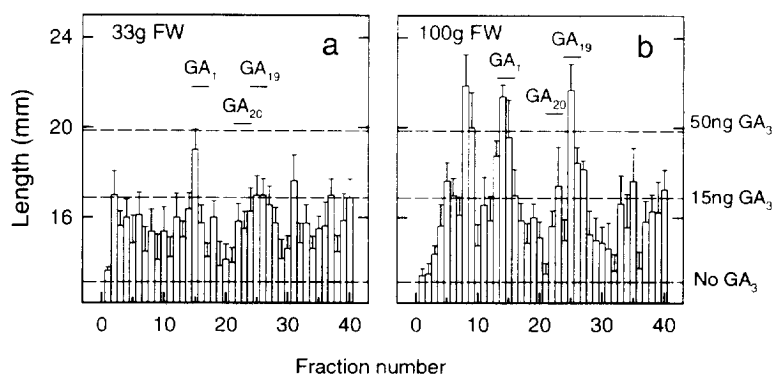 24
20
16
Length (mm)
33g FW
a
GA₁
GA₁₉
GA₂₀
0 10 20 30 40
100g FW
b
GA₁
GA₁₉
GA₂₀
0 10 20 30 40
50ng GA₃
15ng GA₃
No GA₃
Fraction number